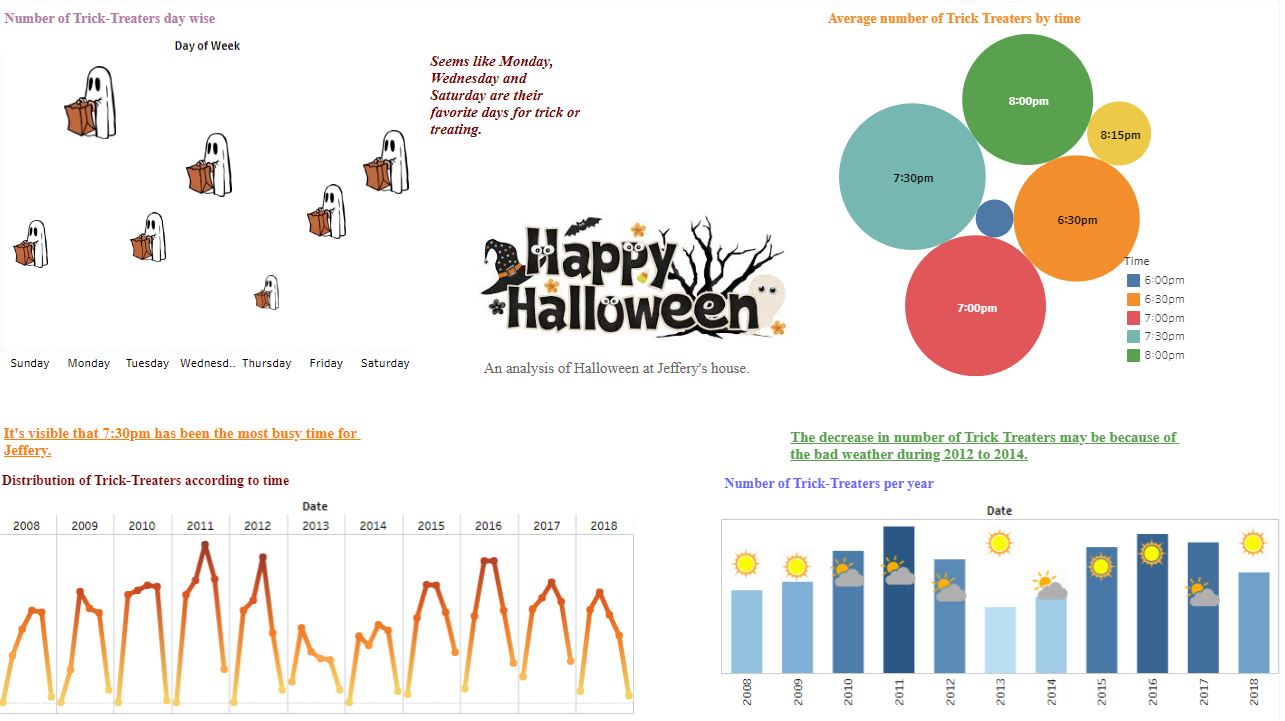 Number of Trick-Treaters day wise
Day of Week
Sunday Monday Tuesday Wednesd.. Thursday Friday Saturday
Seems like Monday,
Wednesday and
Saturday are their
favorite days for trick or
treating.
Happy
Halloween
An analysis of Halloween at Jeffery's house.
Average number of Trick Treaters by time
8:00pm
8:15pm
7:30pm
6:30pm
7:00pm
Time
6:00pm
6:30pm
7:00pm
7:30pm
8:00pm
It's visible that 7:30pm has been the most busy time for
Jeffery.
Distribution of Trick-Treaters according to time
Date
2008 2009 2010 2011 2012 2013 2014 2015 2016 2017 2018
The decrease in number of Trick Treaters may be because of
the bad weather during 2012 to 2014.
Number of Trick-Treaters per year
Date
2008 2009 2010 2011 2012 2013 2014 2015 2016 2017 2018